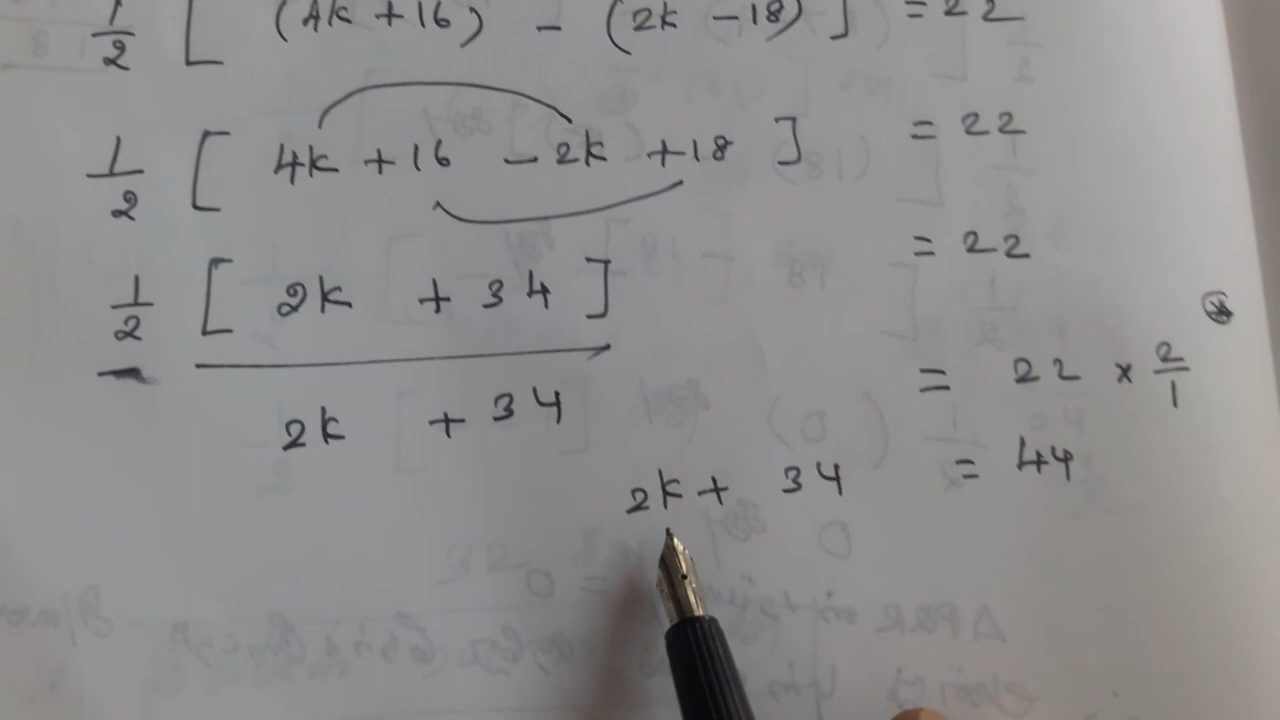 1/2 [ (4k + 16) - (2k - 18) ] = 22
1/2 [ 4k + 16 - 2k + 18 ] = 22
1/2 [ 2k + 34 ] = 22
2k + 34 = 22 × 2/1
2k + 34 = 44